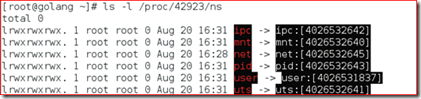 [root@golang ~]# ls -l /proc/42923/ns
total 0
lrwxrwxrwx. 1 root root 0 Aug 20 16:31 ipc -> ipc:[4026532642]
lrwxrwxrwx. 1 root root 0 Aug 20 16:31 mnt -> mnt:[4026532640]
lrwxrwxrwx. 1 root root 0 Aug 20 16:28 net -> net:[4026532645]
lrwxrwxrwx. 1 root root 0 Aug 20 16:31 pid -> pid:[4026532643]
lrwxrwxrwx. 1 root root 0 Aug 20 16:31 user -> user:[4026531837]
lrwxrwxrwx. 1 root root 0 Aug 20 16:31 uts -> uts:[4026532641]